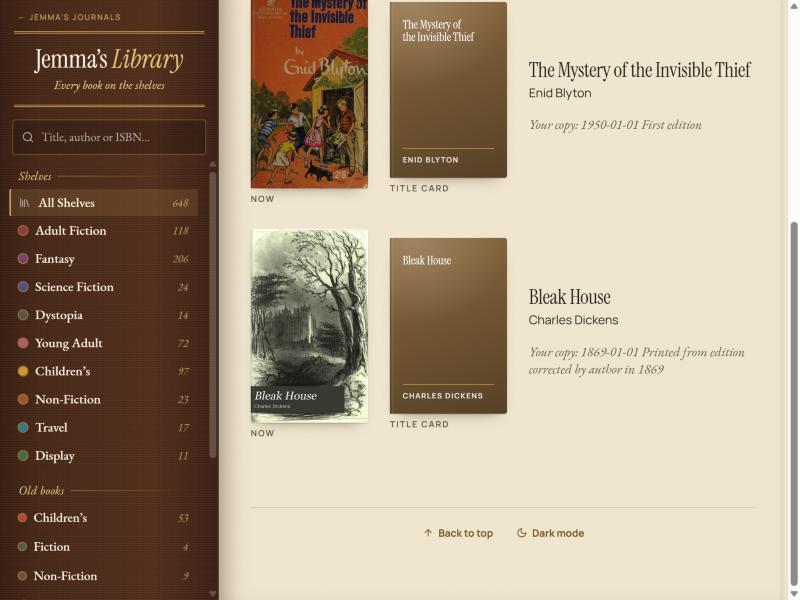 ← JEMMA'S JOURNALS
Jemma's Library
Every book on the shelves
Title, author or ISBN...
Shelves
All Shelves 648
Adult Fiction 118
Fantasy 206
Science Fiction 24
Dystopia 14
Young Adult 72
Children's 97
Non-Fiction 23
Travel 17
Display 11
Old books
Children's 53
Fiction 4
Non-Fiction 9
The Mystery of
the Invisible
Thief
by
Enid Blyton
2/6
NOW
The Mystery of
the Invisible Thief
ENID BLYTON
TITLE CARD
The Mystery of the Invisible Thief
Enid Blyton
Your copy: 1950-01-01 First edition
Bleak House
Charles Dickens
NOW
Bleak House
CHARLES DICKENS
TITLE CARD
Bleak House
Charles Dickens
Your copy: 1869-01-01 Printed from edition
corrected by author in 1869
↑ Back to top
Dark mode